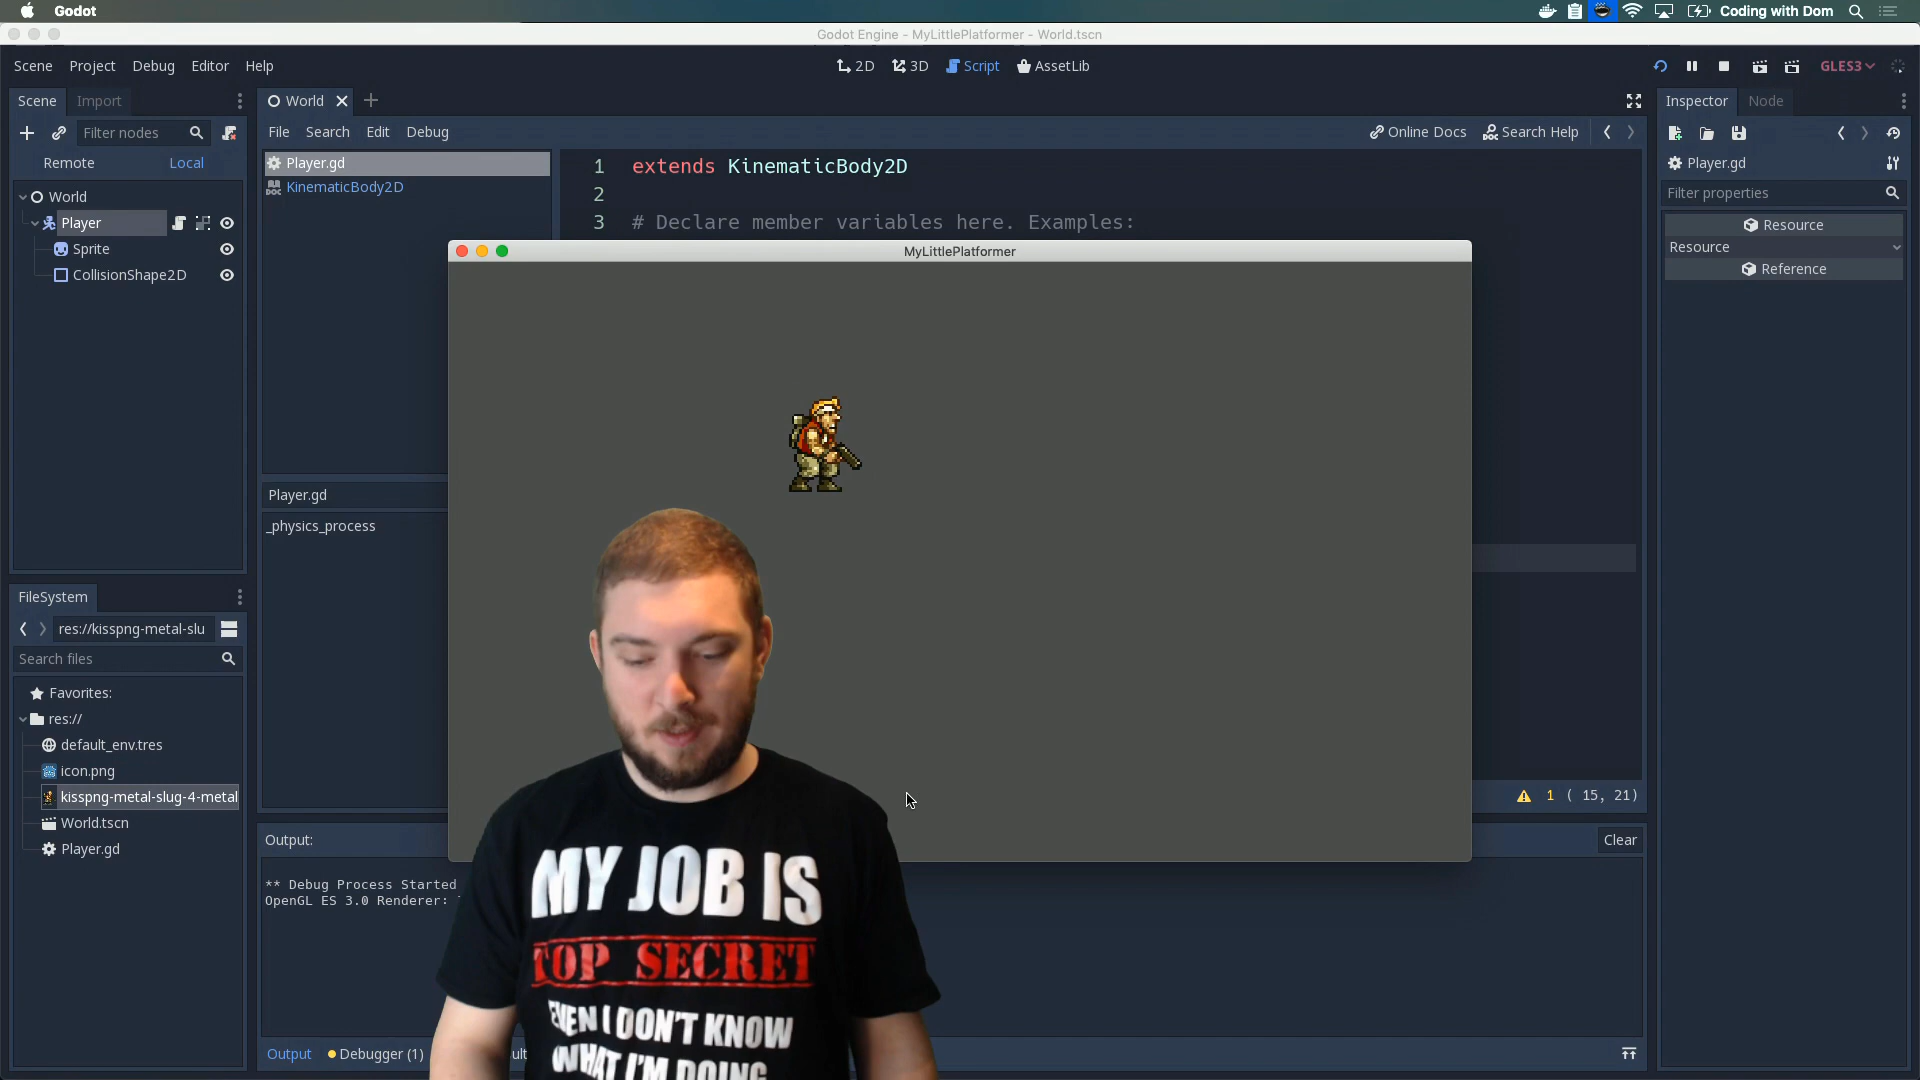 Godot
Coding with Dom
Godot Engine - MyLittlePlatformer - World.tscn
Scene Project Debug Editor Help
2D 3D Script AssetLib
GLES3
Scene Import
World
Inspector Node
Filter nodes
File Search Edit Debug
Online Docs Search Help
Remote Local
Player.gd
1 extends KinematicBody2D
Player.gd
KinematicBody2D
2
Filter properties
World
Player
3 # Declare member variables here. Examples:
Resource
Sprite
Resource
CollisionShape2D
MyLittlePlatformer
Reference
Player.gd
_physics_process
FileSystem
res://kisspng-metal-slu
Search files
Favorites:
res://
default_env.tres
icon.png
kisspng-metal-slug-4-metal
World.tscn
Player.gd
1 ( 15, 21)
Output:
Clear
** Debug Process Started
OpenGL ES 3.0 Renderer:
MY JOB IS
TOP SECRET
EVEN I DON'T KNOW
WHAT I'M DOING
Output Debugger (1)